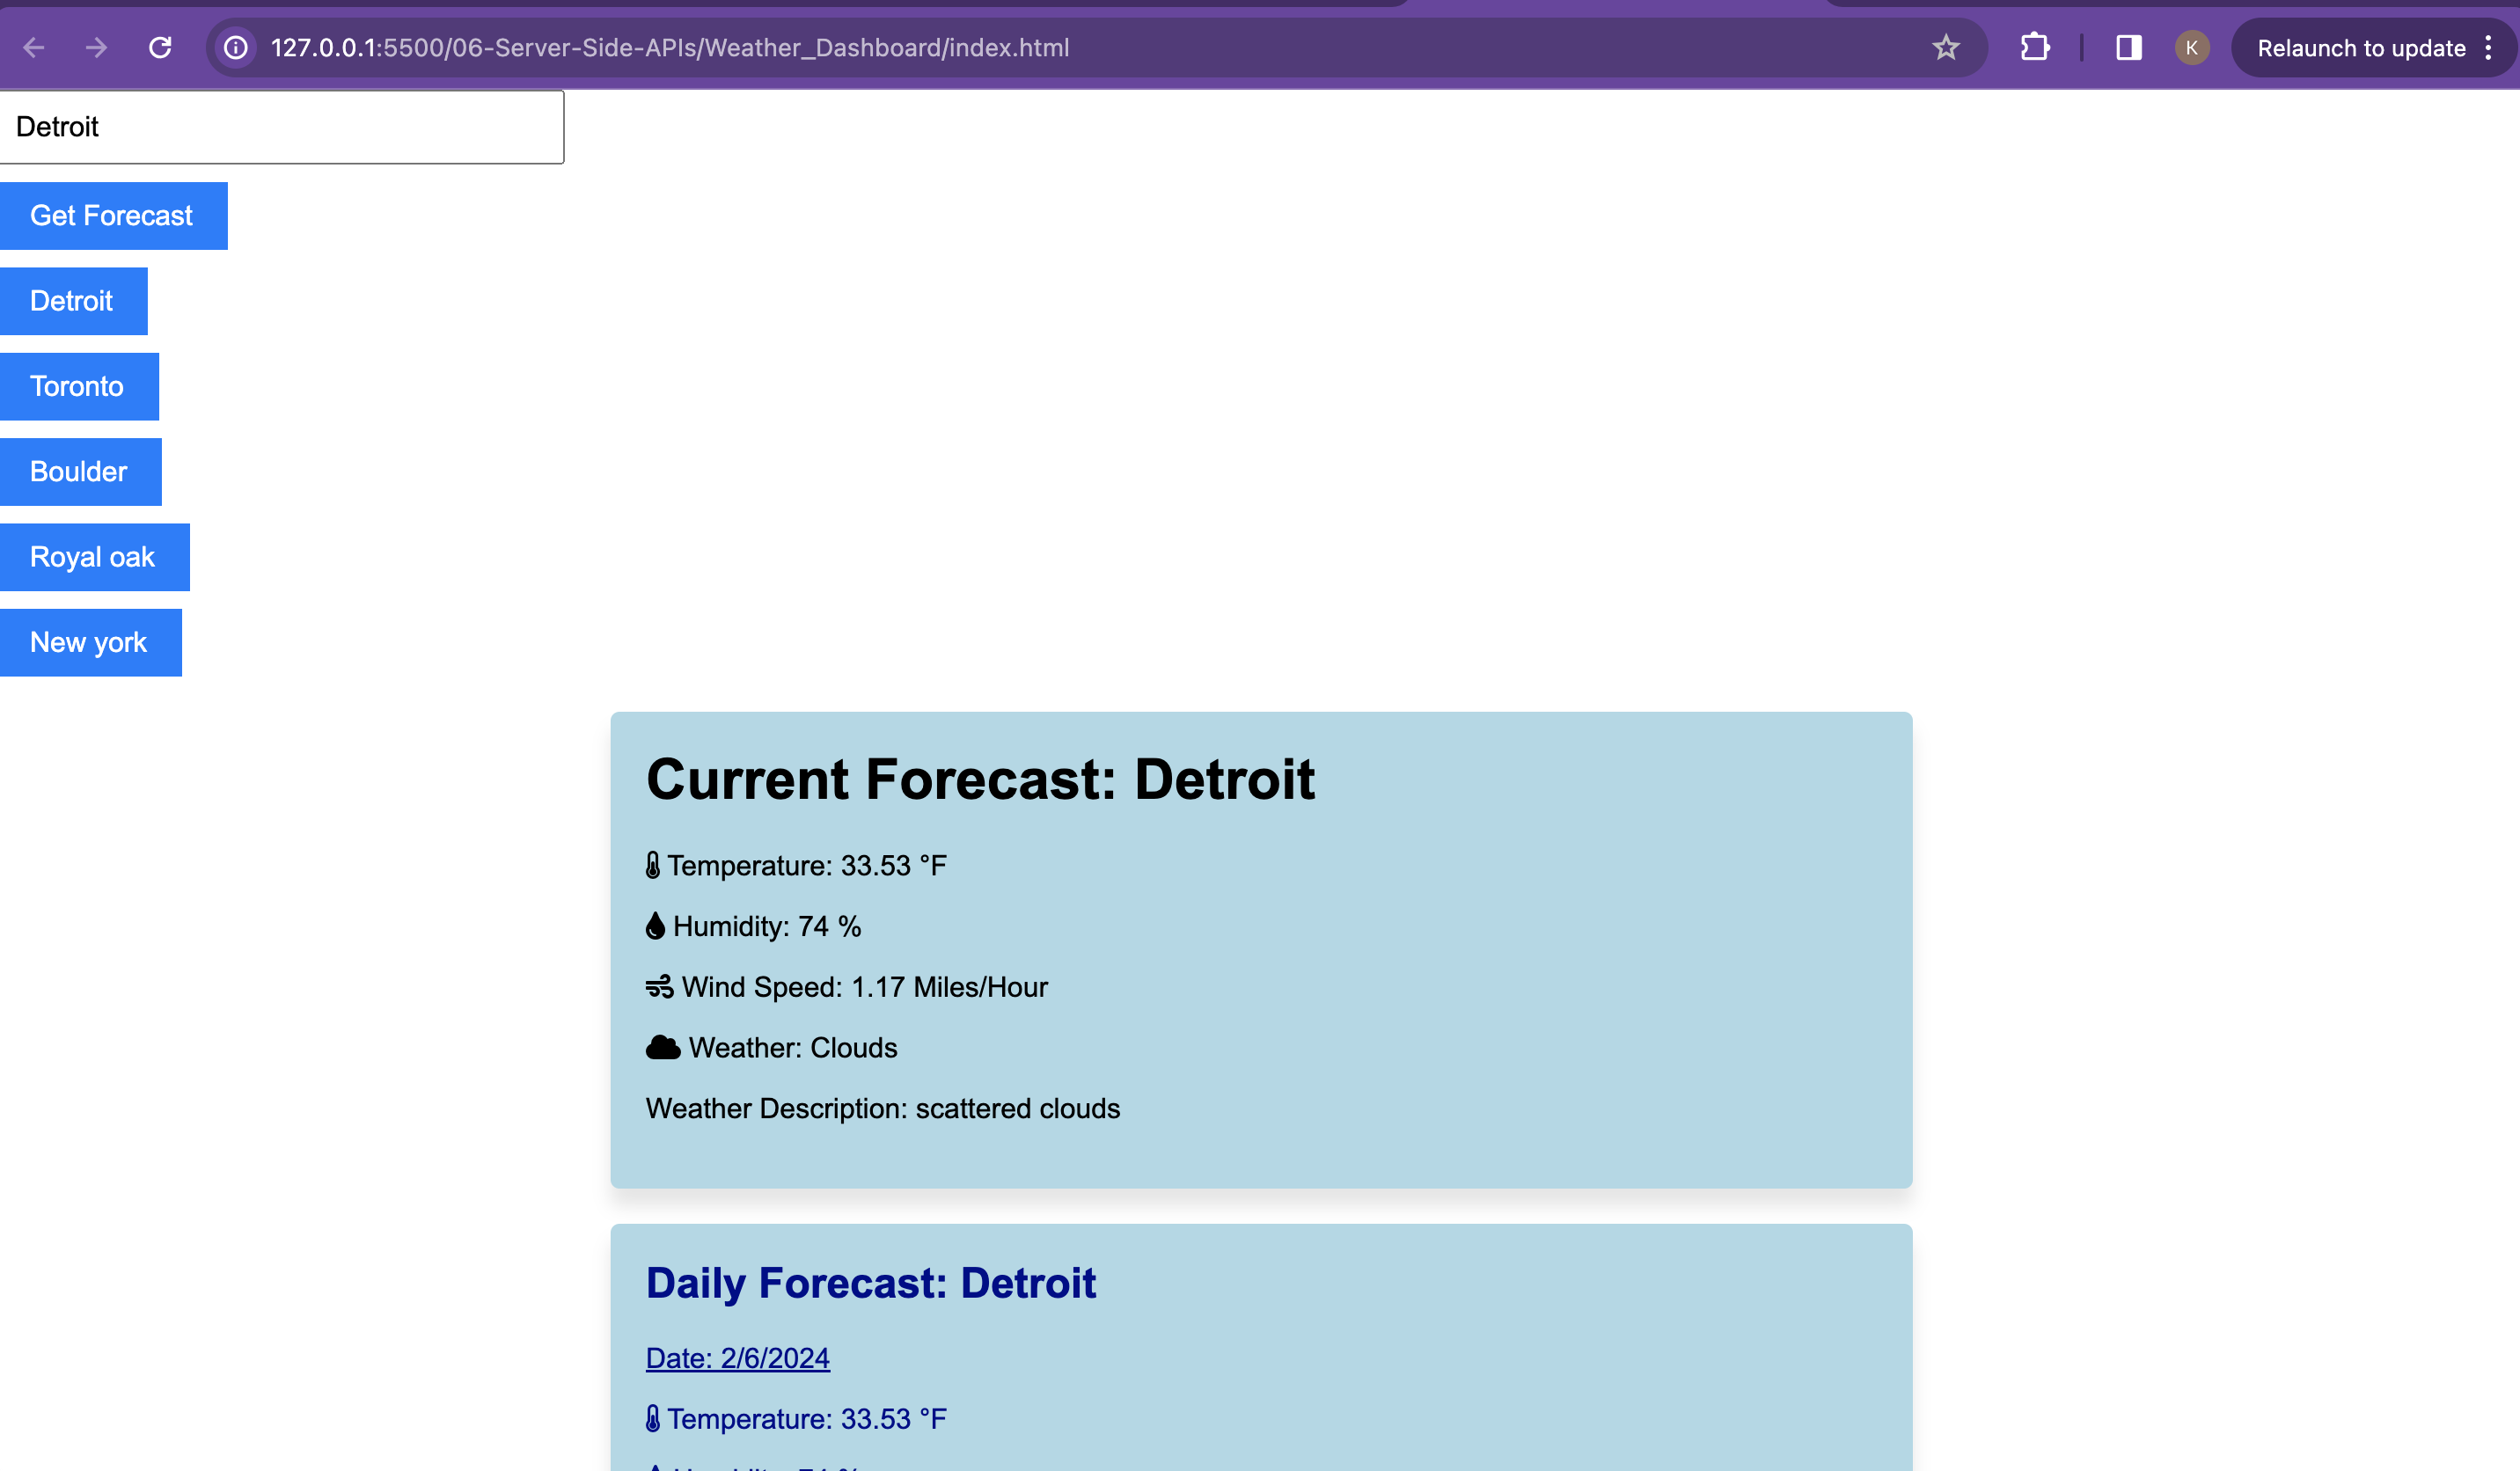 127.0.0.1:5500/06-Server-Side-APIs/Weather_Dashboard/index.html
K
Relaunch to update
Detroit
Get Forecast
Detroit
Toronto
Boulder
Royal oak
New york
Current Forecast: Detroit
Temperature: 33.53 °F
Humidity: 74 %
Wind Speed: 1.17 Miles/Hour
Weather: Clouds
Weather Description: scattered clouds
Daily Forecast: Detroit
Date: 2/6/2024
Temperature: 33.53 °F